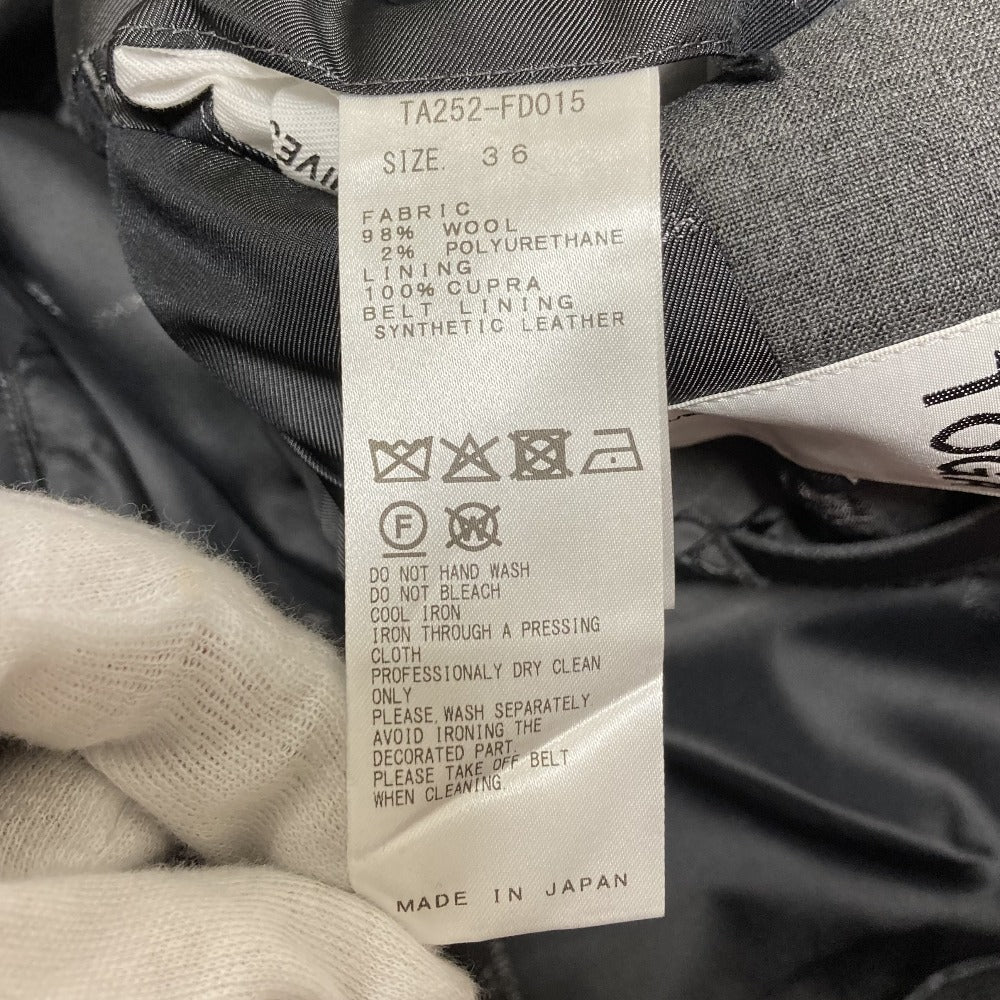 TA252-FD015
SIZE. 36
FABRIC
98% WOOL
2% POLYURETHANE
LINING
100% CUPRA
BELT LINING
SYNTHETIC LEATHER
F W
DO NOT HAND WASH
DO NOT BLEACH
COOL IRON
IRON THROUGH A PRESSING
CLOTH
PROFESSIONALY DRY CLEAN
ONLY
PLEASE WASH SEPARATELY
AVOID IRONING THE
DECORATED PART.
PLEASE TAKE OFF BELT
WHEN CLEANING.
MADE IN JAPAN